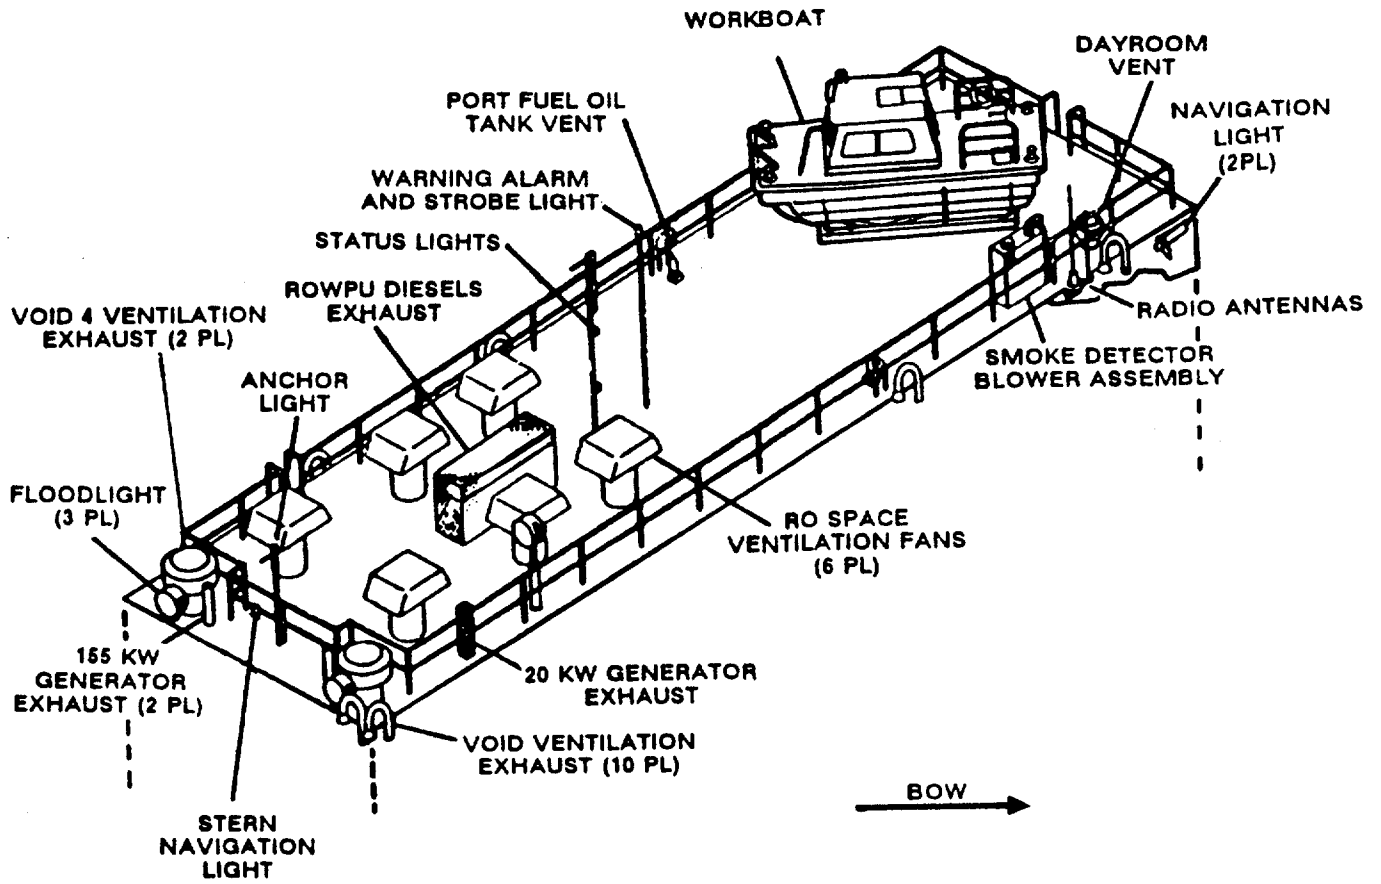 WORKBOAT
DAYROOM
VENT
PORT FUEL OIL
TANK VENT
NAVIGATION
LIGHT
(2PL)
WARNING ALARM
AND STROBE LIGHT
STATUS LIGHTS
ROWPU DIESELS
EXHAUST
VOID 4 VENTILATION
EXHAUST (2 PL)
RADIO ANTENNAS
SMOKE DETECTOR
BLOWER ASSEMBLY
ANCHOR
LIGHT
FLOODLIGHT
(3 PL)
RO SPACE
VENTILATION FANS
(6 PL)
155 KW
GENERATOR
EXHAUST (2 PL)
20 KW GENERATOR
EXHAUST
VOID VENTILATION
EXHAUST (10 PL)
BOW
STERN
NAVIGATION
LIGHT